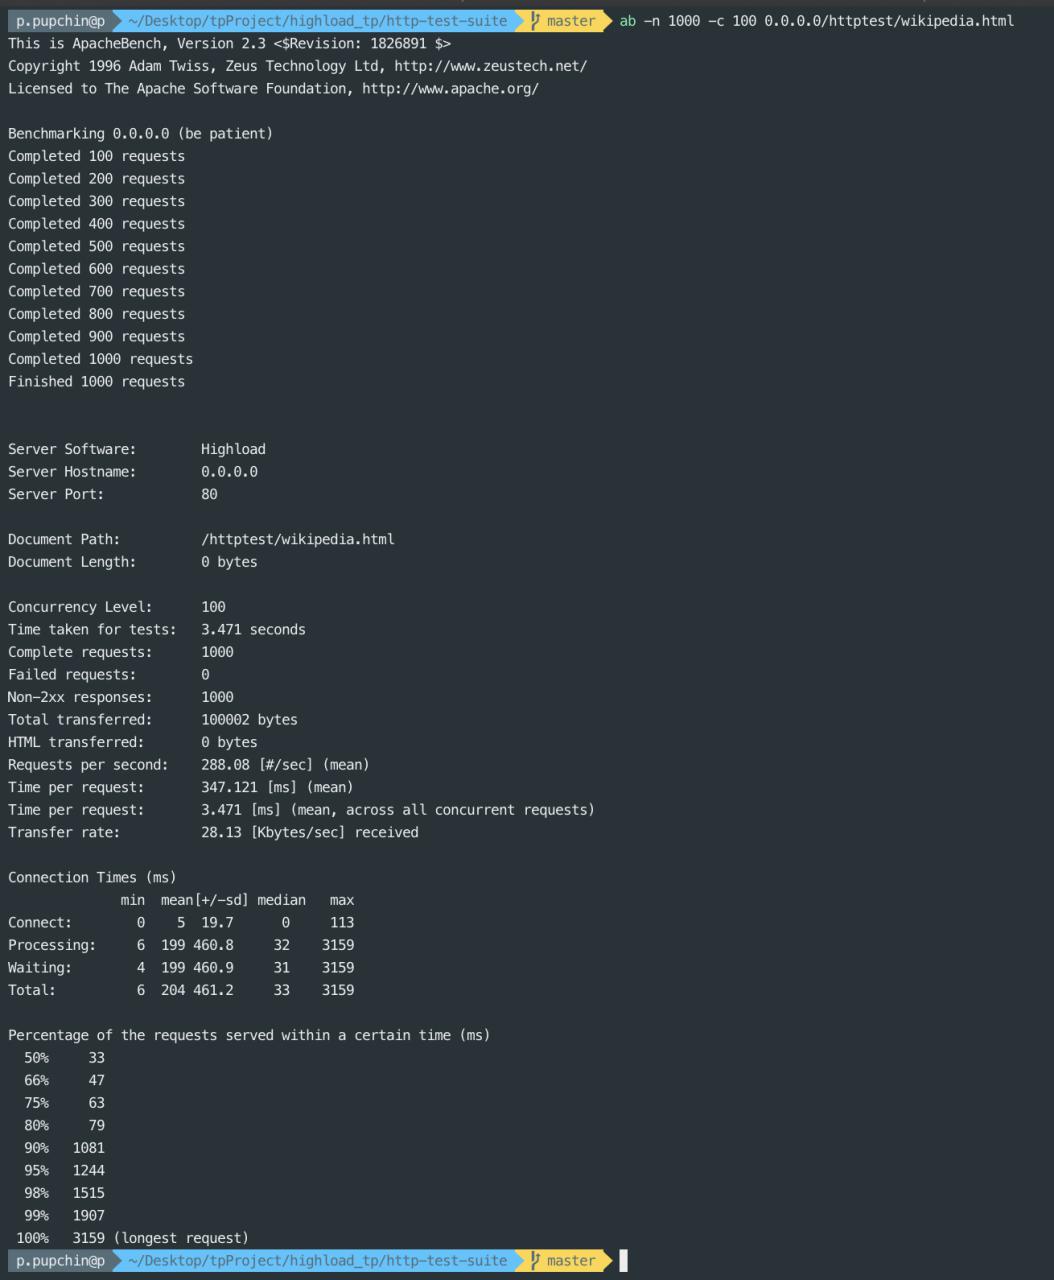 p.pupchin@p ~/Desktop/tpProject/highload_tp/http-test-suite master ab -n 1000 -c 100 0.0.0.0/httptest/wikipedia.html
This is ApacheBench, Version 2.3 <$Revision: 1826891 $>
Copyright 1996 Adam Twiss, Zeus Technology Ltd, http://www.zeustech.net/
Licensed to The Apache Software Foundation, http://www.apache.org/

Benchmarking 0.0.0.0 (be patient)
Completed 100 requests
Completed 200 requests
Completed 300 requests
Completed 400 requests
Completed 500 requests
Completed 600 requests
Completed 700 requests
Completed 800 requests
Completed 900 requests
Completed 1000 requests
Finished 1000 requests


Server Software:        Highload
Server Hostname:        0.0.0.0
Server Port:            80

Document Path:          /httptest/wikipedia.html
Document Length:        0 bytes

Concurrency Level:      100
Time taken for tests:   3.471 seconds
Complete requests:      1000
Failed requests:        0
Non-2xx responses:      1000
Total transferred:      100002 bytes
HTML transferred:       0 bytes
Requests per second:    288.08 [#/sec] (mean)
Time per request:       347.121 [ms] (mean)
Time per request:       3.471 [ms] (mean, across all concurrent requests)
Transfer rate:          28.13 [Kbytes/sec] received

Connection Times (ms)
              min  mean[+/-sd] median   max
Connect:        0    5  19.7      0     113
Processing:     6  199 460.8     32    3159
Waiting:        4  199 460.9     31    3159
Total:          6  204 461.2     33    3159

Percentage of the requests served within a certain time (ms)
  50%     33
  66%     47
  75%     63
  80%     79
  90%   1081
  95%   1244
  98%   1515
  99%   1907
 100%   3159 (longest request)
p.pupchin@p ~/Desktop/tpProject/highload_tp/http-test-suite master